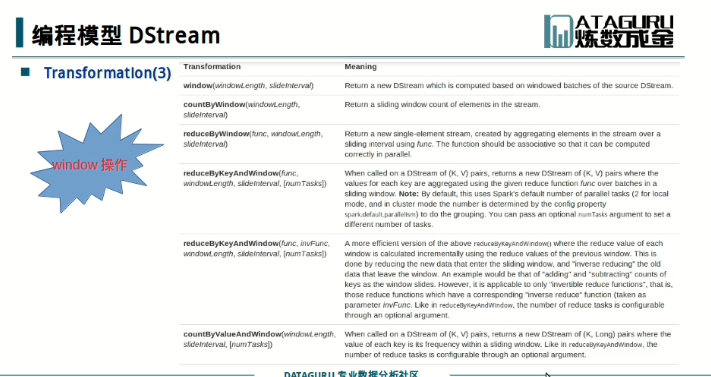 编程模型 DStream
ATAGURU
炼数成金
Transformation(3)
window 操作
Transformation
Meaning
window(windowLength, slideInterval)
Return a new DStream which is computed based on windowed batches of the source DStream.
countByWindow(windowLength,
slideInterval)
Return a sliding window count of elements in the stream.
reduceByWindow(func, windowLength,
slideInterval)
Return a new single-element stream, created by aggregating elements in the stream over a
sliding interval using func. The function should be associative so that it can be computed
correctly in parallel.
reduceByKeyAndWindow(func,
windowLength, slideInterval, [numTasks])
When called on a DStream of (K, V) pairs, returns a new DStream of (K, V) pairs where the
values for each key are aggregated using the given reduce function func over batches in a
sliding window. Note: By default, this uses Spark's default number of parallel tasks (2 for local
mode, and in cluster mode the number is determined by the config property
spark.default.parallelism) to do the grouping. You can pass an optional numTasks argument to set a
different number of tasks.
reduceByKeyAndWindow(func, invFunc,
windowLength, slideInterval, [numTasks])
A more efficient version of the above reduceByKeyAndWindow() where the reduce value of each
window is calculated incrementally using the reduce values of the previous window. This is
done by reducing the new data that enter the sliding window, and "inverse reducing" the old
data that leave the window. An example would be that of "adding" and "subtracting" counts of
keys as the window slides. However, it is applicable to only "invertible reduce functions", that is,
those reduce functions which have a corresponding "inverse reduce" function (taken as
parameter invFunc. Like in reduceByKeyAndWindow, the number of reduce tasks is configurable
through an optional argument.
countByValueAndWindow(windowLength,
slideInterval, [numTasks])
When called on a DStream of (K, V) pairs, returns a new DStream of (K, Long) pairs where the
value of each key is its frequency within a sliding window. Like in reduceByKeyAndWindow, the
number of reduce tasks is configurable through an optional argument.
DATAGURU 专业数据分析社区